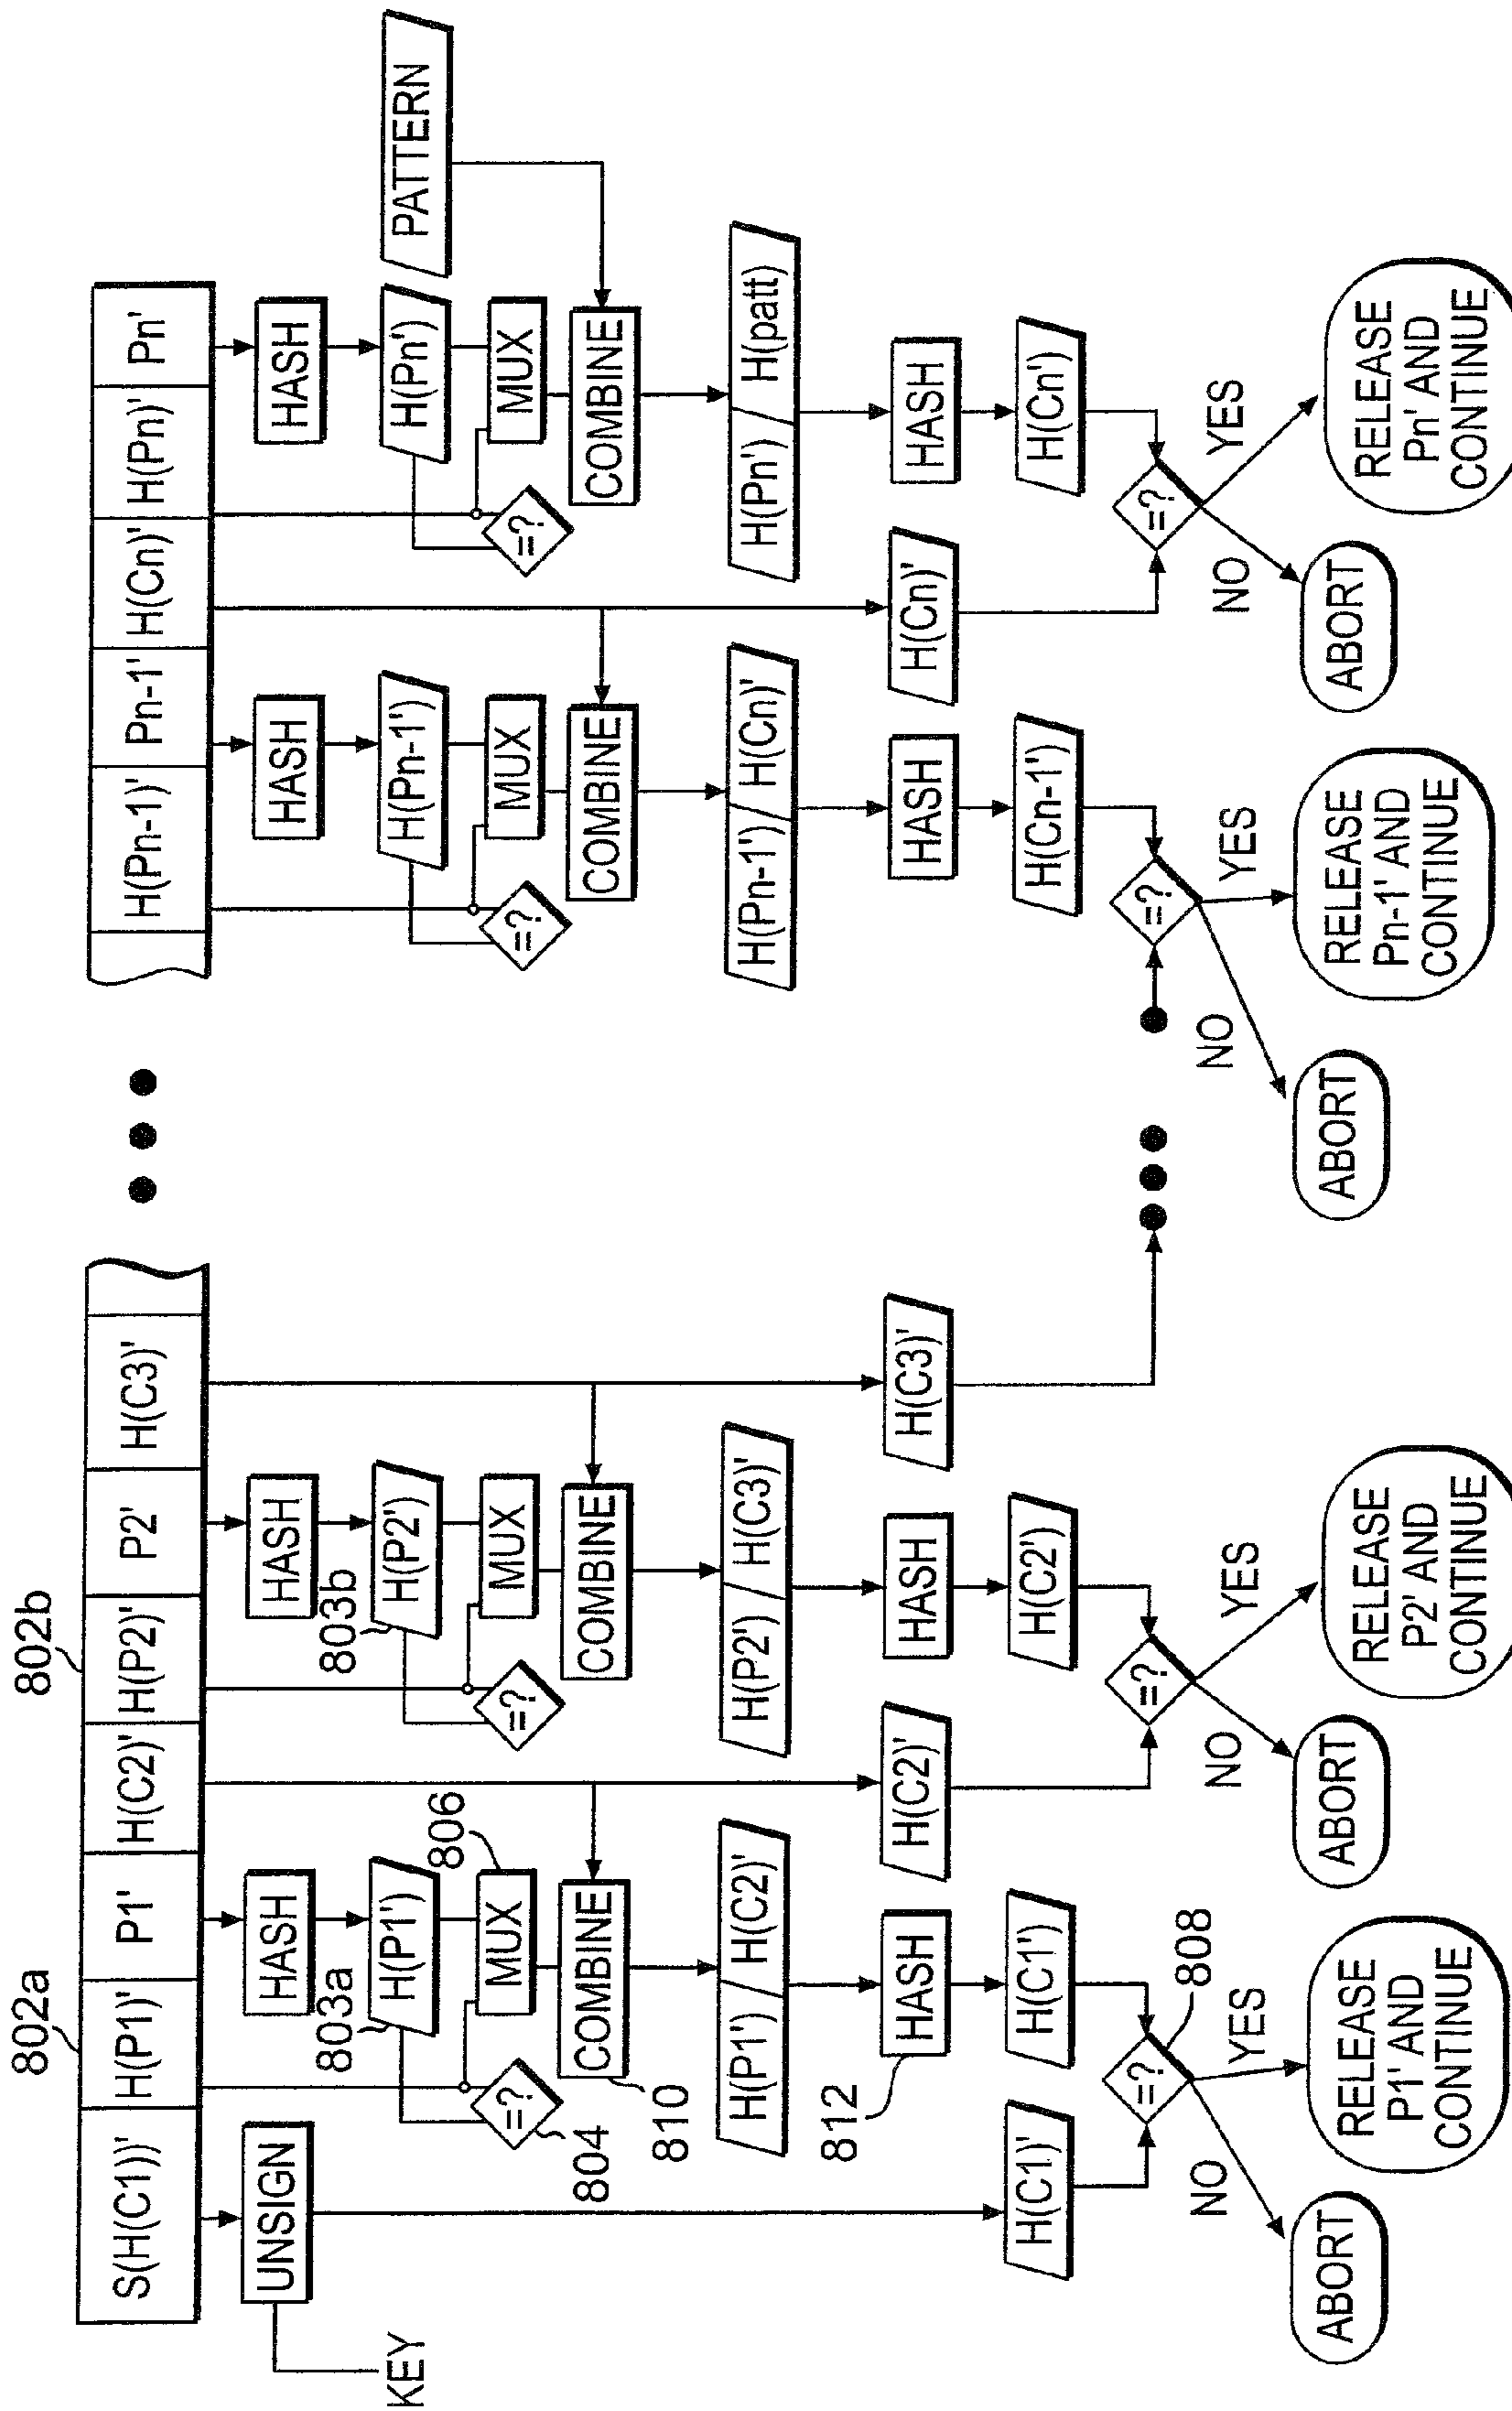 802a
802b
S(H(C1))'
H(P1)'
P1'
H(C2)'
H(P2)'
P2'
H(C3)'
H(Pn-1)'
Pn-1'
H(Cn)'
H(Pn)'
Pn'
UNSIGN
HASH
HASH
HASH
HASH
KEY
803a
H(P1')
803b
H(P2')
H(Pn-1')
H(Pn')
PATTERN
804
=?
MUX
806
=?
MUX
=?
MUX
=?
MUX
810
COMBINE
COMBINE
COMBINE
COMBINE
H(P1') / H(C2)'
H(P2') / H(C3)'
H(Pn-1') / H(Cn)'
H(Pn') / H(patt)
812
HASH
H(C2)'
HASH
H(C3)'
HASH
H(Cn)'
HASH
H(C1)'
H(C1')
H(C2')
H(Cn-1')
H(Cn')
=?
808
=?
=?
=?
NO
YES
NO
YES
NO
YES
NO
YES
ABORT
RELEASE
P1' AND
CONTINUE
ABORT
RELEASE
P2' AND
CONTINUE
ABORT
RELEASE
Pn-1' AND
CONTINUE
ABORT
RELEASE
Pn' AND
CONTINUE